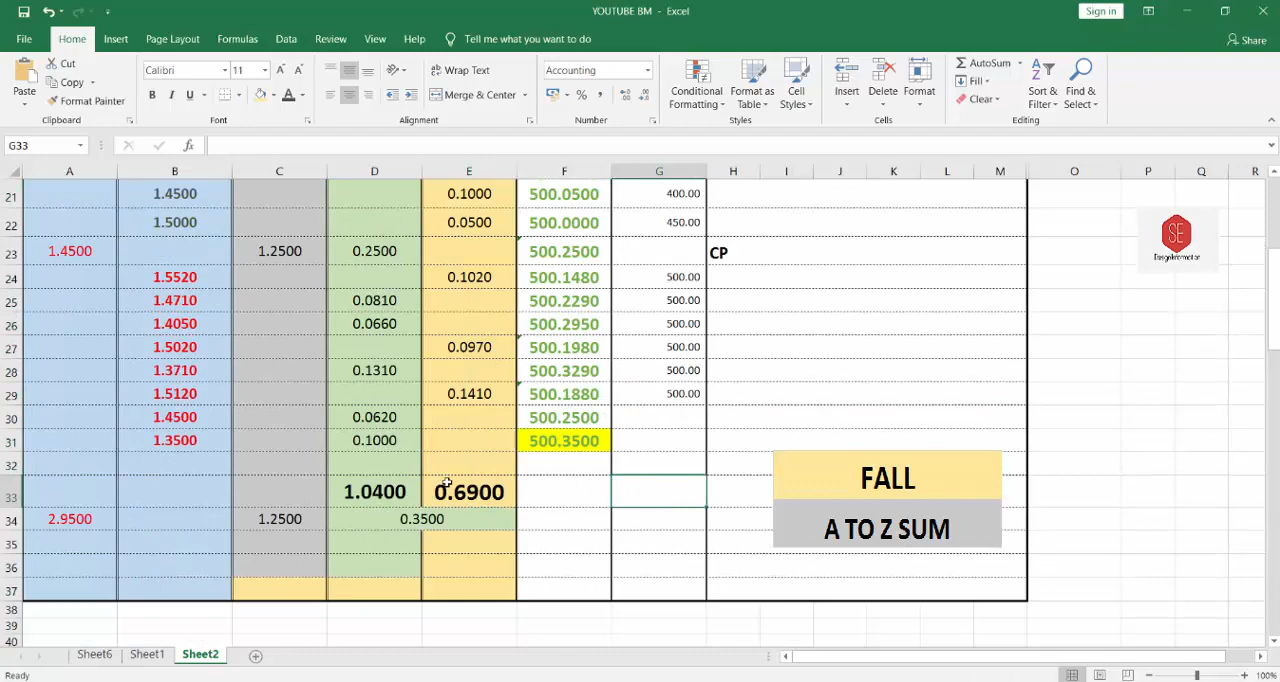 YOUTUBE BM - Excel
Sign in
File Home Insert Page Layout Formulas Data Review View Help Tell me what you want to do Share
Paste Cut Copy Format Painter Clipboard
Calibri 11 A A B I U A Font
Wrap Text Merge & Center Alignment
Accounting % , Number
Conditional Formatting Format as Table Cell Styles Styles
Insert Delete Format Cells
AutoSum Fill Clear Sort & Filter Find & Select Editing
G33 fx
A B C D E F G H I J K L M O P Q R
21 1.4500 0.1000 500.0500 400.00
22 1.5000 0.0500 500.0000 450.00
23 1.4500 1.2500 0.2500 500.2500 CP
24 1.5520 0.1020 500.1480 500.00
25 1.4710 0.0810 500.2290 500.00
26 1.4050 0.0660 500.2950 500.00
27 1.5020 0.0970 500.1980 500.00
28 1.3710 0.1310 500.3290 500.00
29 1.5120 0.1410 500.1880 500.00
30 1.4500 0.0620 500.2500
31 1.3500 0.1000 500.3500
32
33 1.0400 0.6900
34 2.9500 1.2500 0.3500
35
36
37
38
39
40
SE
FALL
A TO Z SUM
Sheet6 Sheet1 Sheet2
Ready 100%